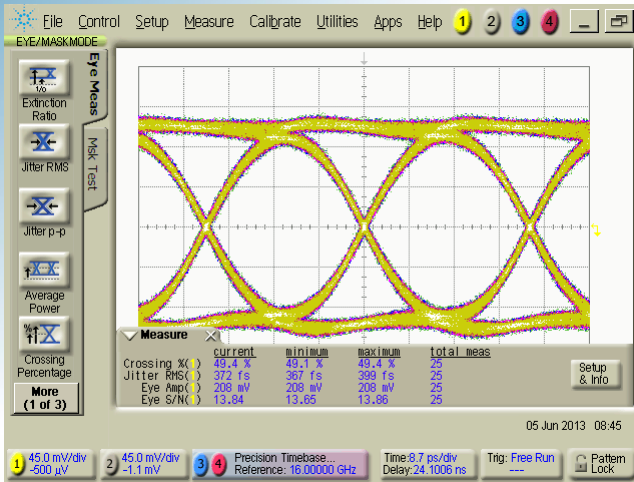 File Control Setup Measure Calibrate Utilities Apps Help 1 2 3 4
EYE/MASKMODE
Eye Meas
Msk Test
1/0
Extinction
Ratio
Jitter RMS
Jitter p-p
Average
Power
Crossing
Percentage
More
(1 of 3)
Measure
current minimum maximum total meas
Crossing %(1) 49.4 % 49.1 % 49.4 % 25
Jitter RMS(1) 372 fs 367 fs 399 fs 25
Eye Amp(1) 208 mV 208 mV 208 mV 25
Eye S/N(1) 13.84 13.65 13.86 25
Setup
& Info
05 Jun 2013 08:45
1 45.0 mV/div
-500 µV
2 45.0 mV/div
-1.1 mV
3 4 Precision Timebase...
Reference: 16.00000 GHz
Time:8.7 ps/div
Delay:24.1006 ns
Trig: Free Run
---
Pattern
Lock